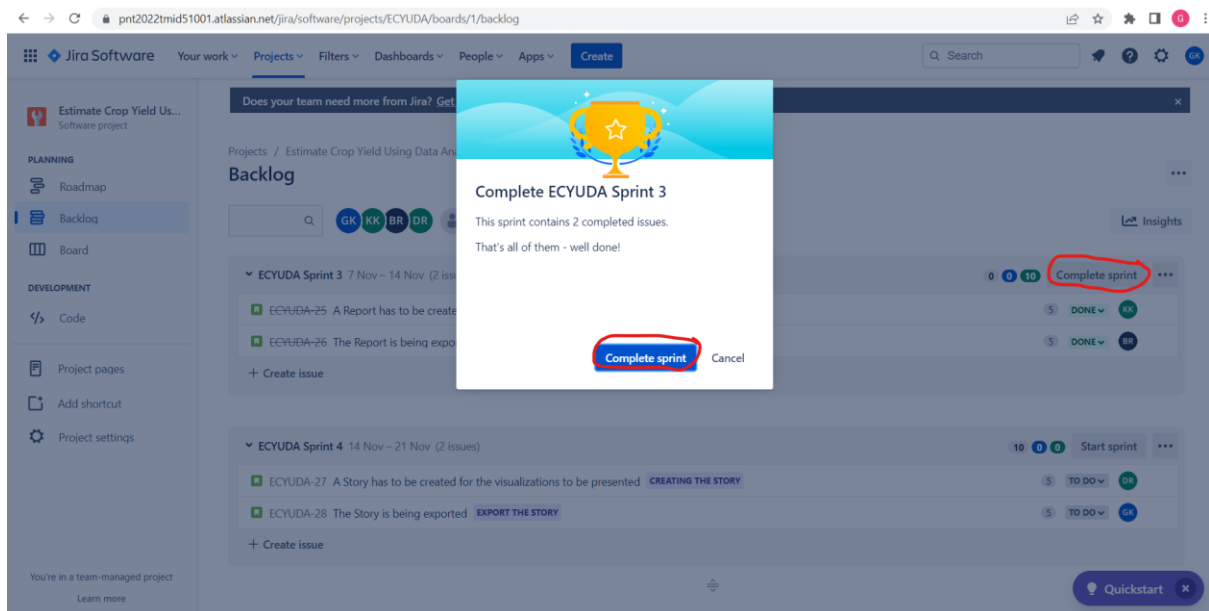 pnt2022tmid51001.atlassian.net/jira/software/projects/ECYUDA/boards/1/backlog
G
Jira Software Your work Projects Filters Dashboards People Apps Create Search GK
Does your team need more from Jira? Get
Estimate Crop Yield Us...
Software project
PLANNING
Roadmap
Backlog
Board
DEVELOPMENT
Code
Project pages
Add shortcut
Project settings
You're in a team-managed project
Learn more
Projects / Estimate Crop Yield Using Data Ana
Backlog
GK KK BR DR
Insights
ECYUDA Sprint 3 7 Nov – 14 Nov (2 issu
0 0 10 Complete sprint
ECYUDA-25 A Report has to be create
5 DONE KK
ECYUDA-26 The Report is being expo
5 DONE BR
+ Create issue
Complete ECYUDA Sprint 3
This sprint contains 2 completed issues.
That's all of them - well done!
Complete sprint Cancel
ECYUDA Sprint 4 14 Nov – 21 Nov (2 issues) 10 0 0 Start sprint
ECYUDA-27 A Story has to be created for the visualizations to be presented CREATING THE STORY 5 TO DO DR
ECYUDA-28 The Story is being exported EXPORT THE STORY 5 TO DO GK
+ Create issue
Quickstart